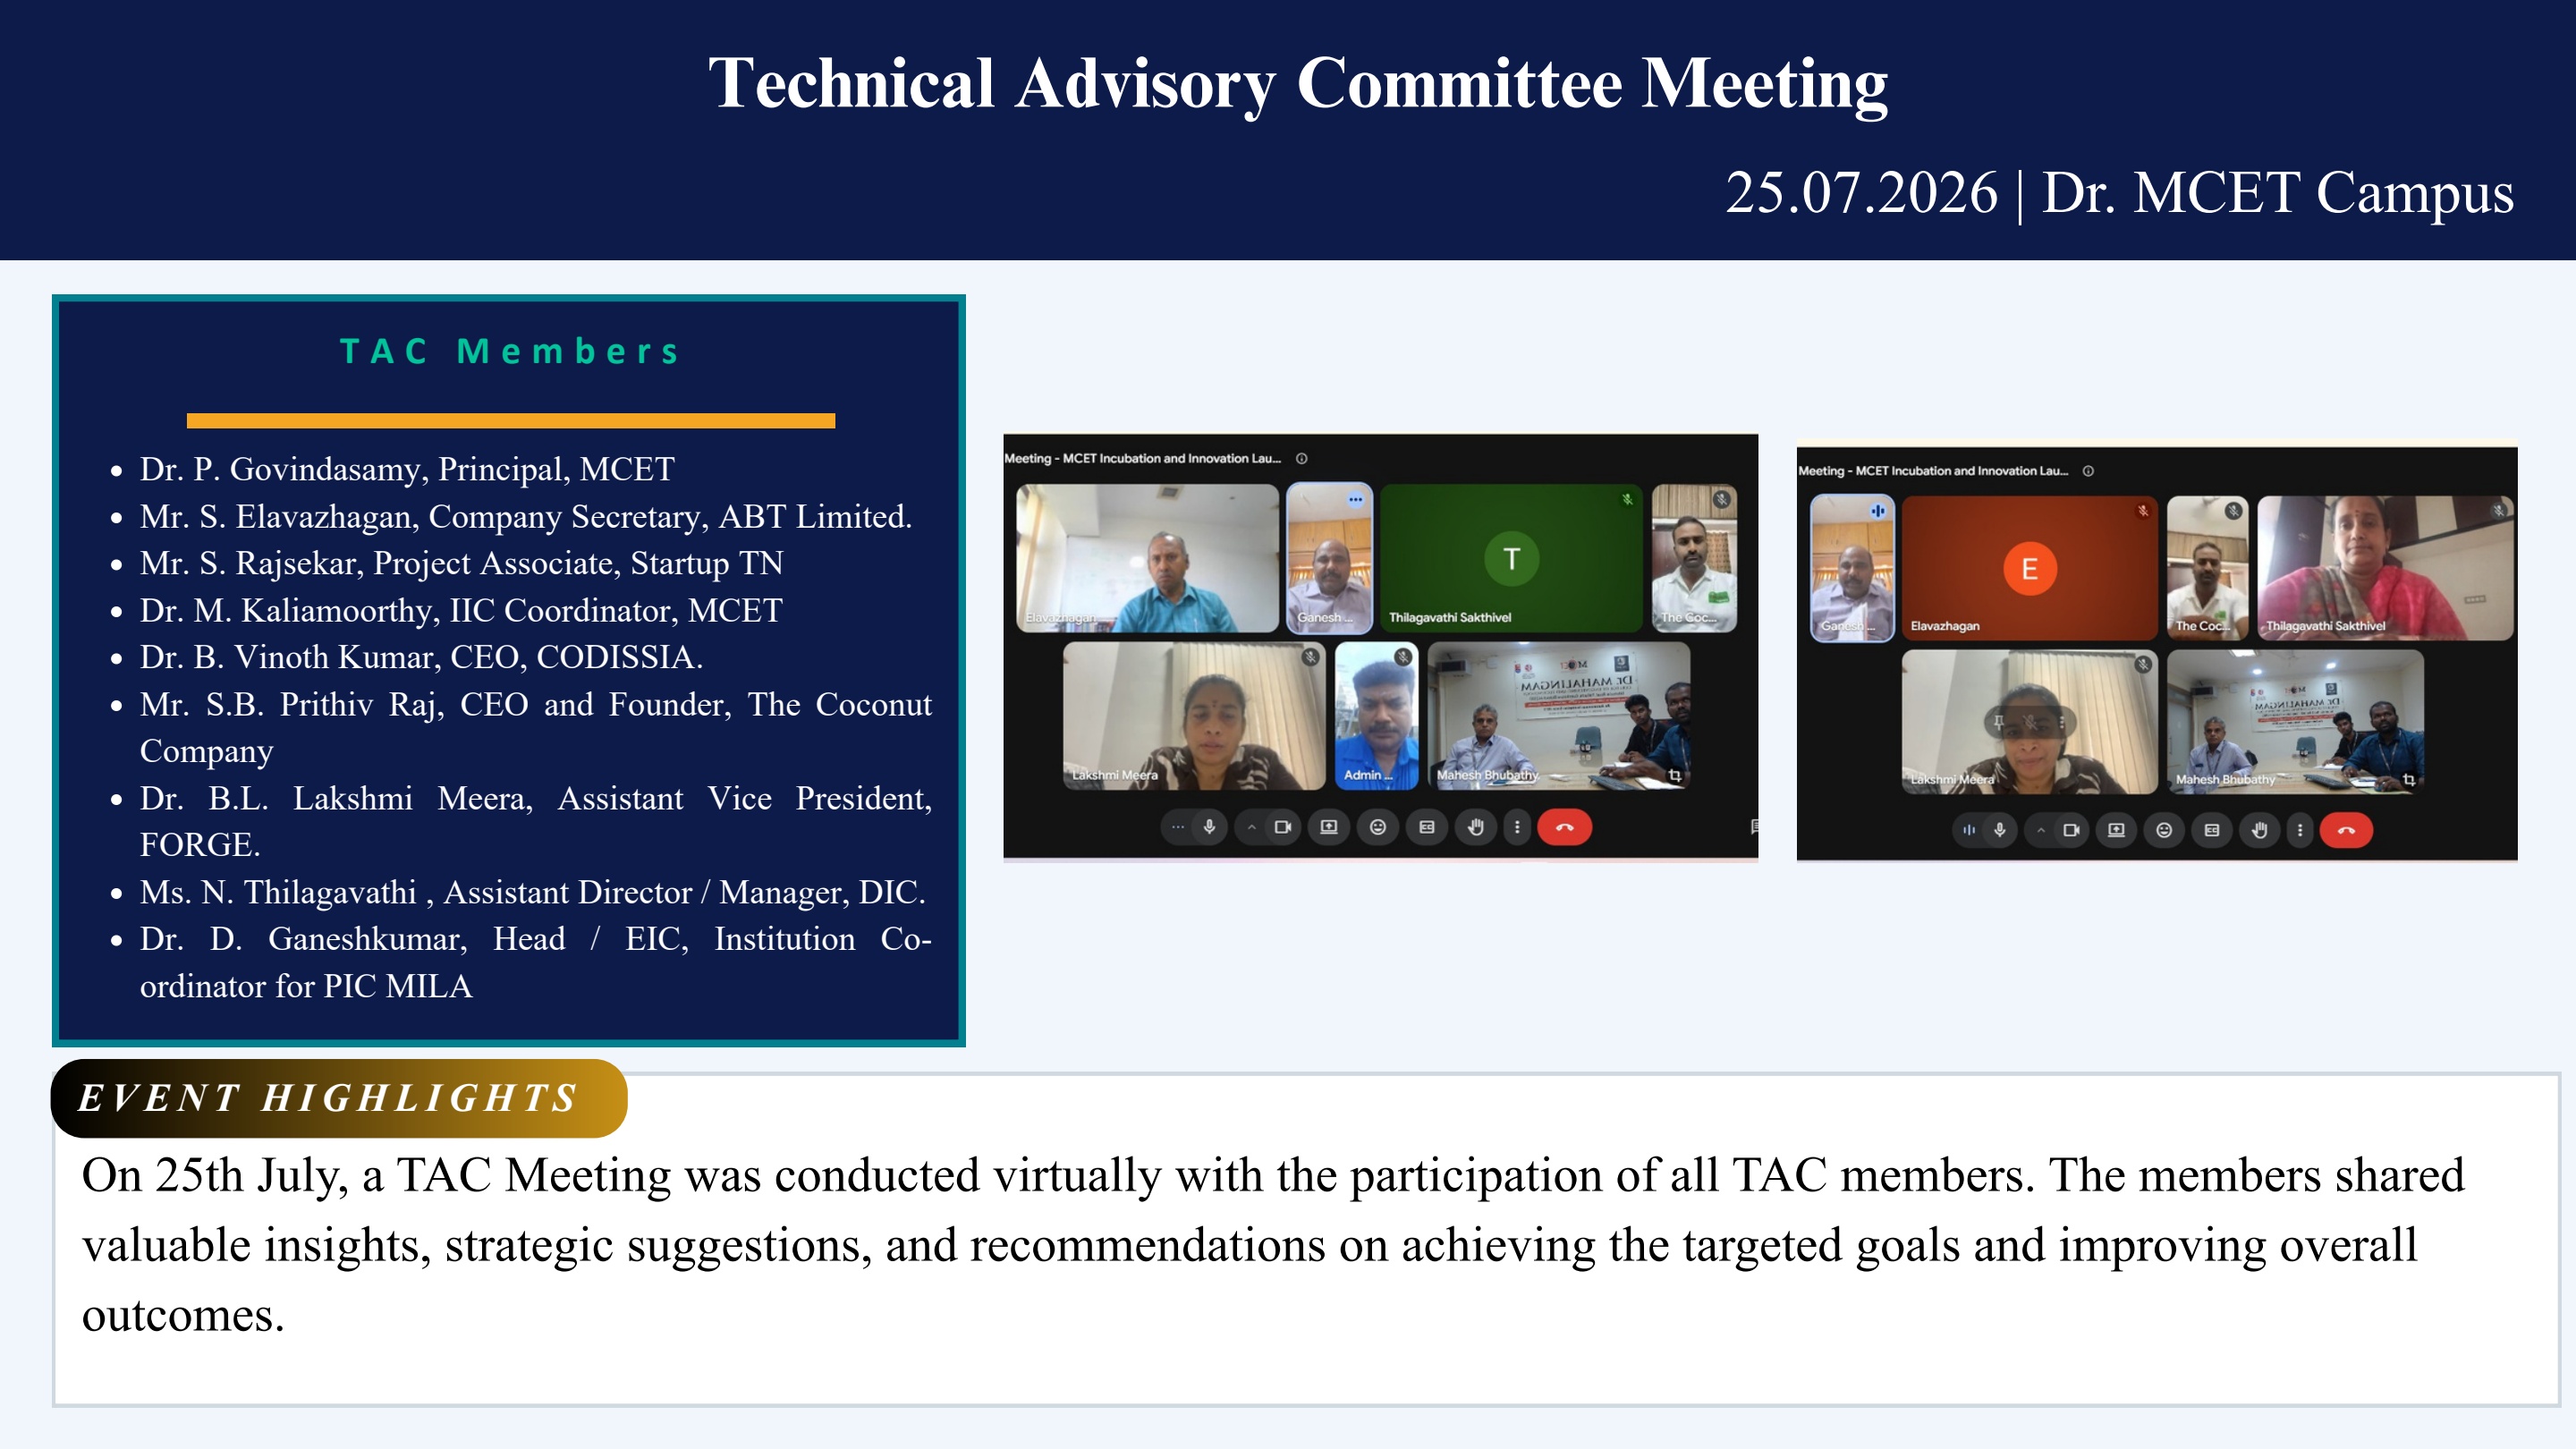 Technical Advisory Committee Meeting
25.07.2026 | Dr. MCET Campus
TAC Members
• Dr. P. Govindasamy, Principal, MCET
• Mr. S. Elavazhagan, Company Secretary, ABT Limited.
• Mr. S. Rajsekar, Project Associate, Startup TN
• Dr. M. Kaliamoorthy, IIC Coordinator, MCET
• Dr. B. Vinoth Kumar, CEO, CODISSIA.
• Mr. S.B. Prithiv Raj, CEO and Founder, The Coconut
Company
• Dr. B.L. Lakshmi Meera, Assistant Vice President,
FORGE.
• Ms. N. Thilagavathi , Assistant Director / Manager, DIC.
• Dr. D. Ganeshkumar, Head / EIC, Institution Co-
ordinator for PIC MILA
Meeting - MCET Incubation and Innovation Lau...
Elavazhagan
Ganesh ...
T
Thilagavathi Sakthivel
The Coc...
Lakshmi Meera
Admin ...
Dr. MAHALINGAM
Mahesh Bhubathy
Meeting - MCET Incubation and Innovation Lau...
Ganesh ...
E
Elavazhagan
The Coc...
Thilagavathi Sakthivel
Lakshmi Meera
Dr. MAHALINGAM
Mahesh Bhubathy
EVENT HIGHLIGHTS
On 25th July, a TAC Meeting was conducted virtually with the participation of all TAC members. The members shared
valuable insights, strategic suggestions, and recommendations on achieving the targeted goals and improving overall
outcomes.